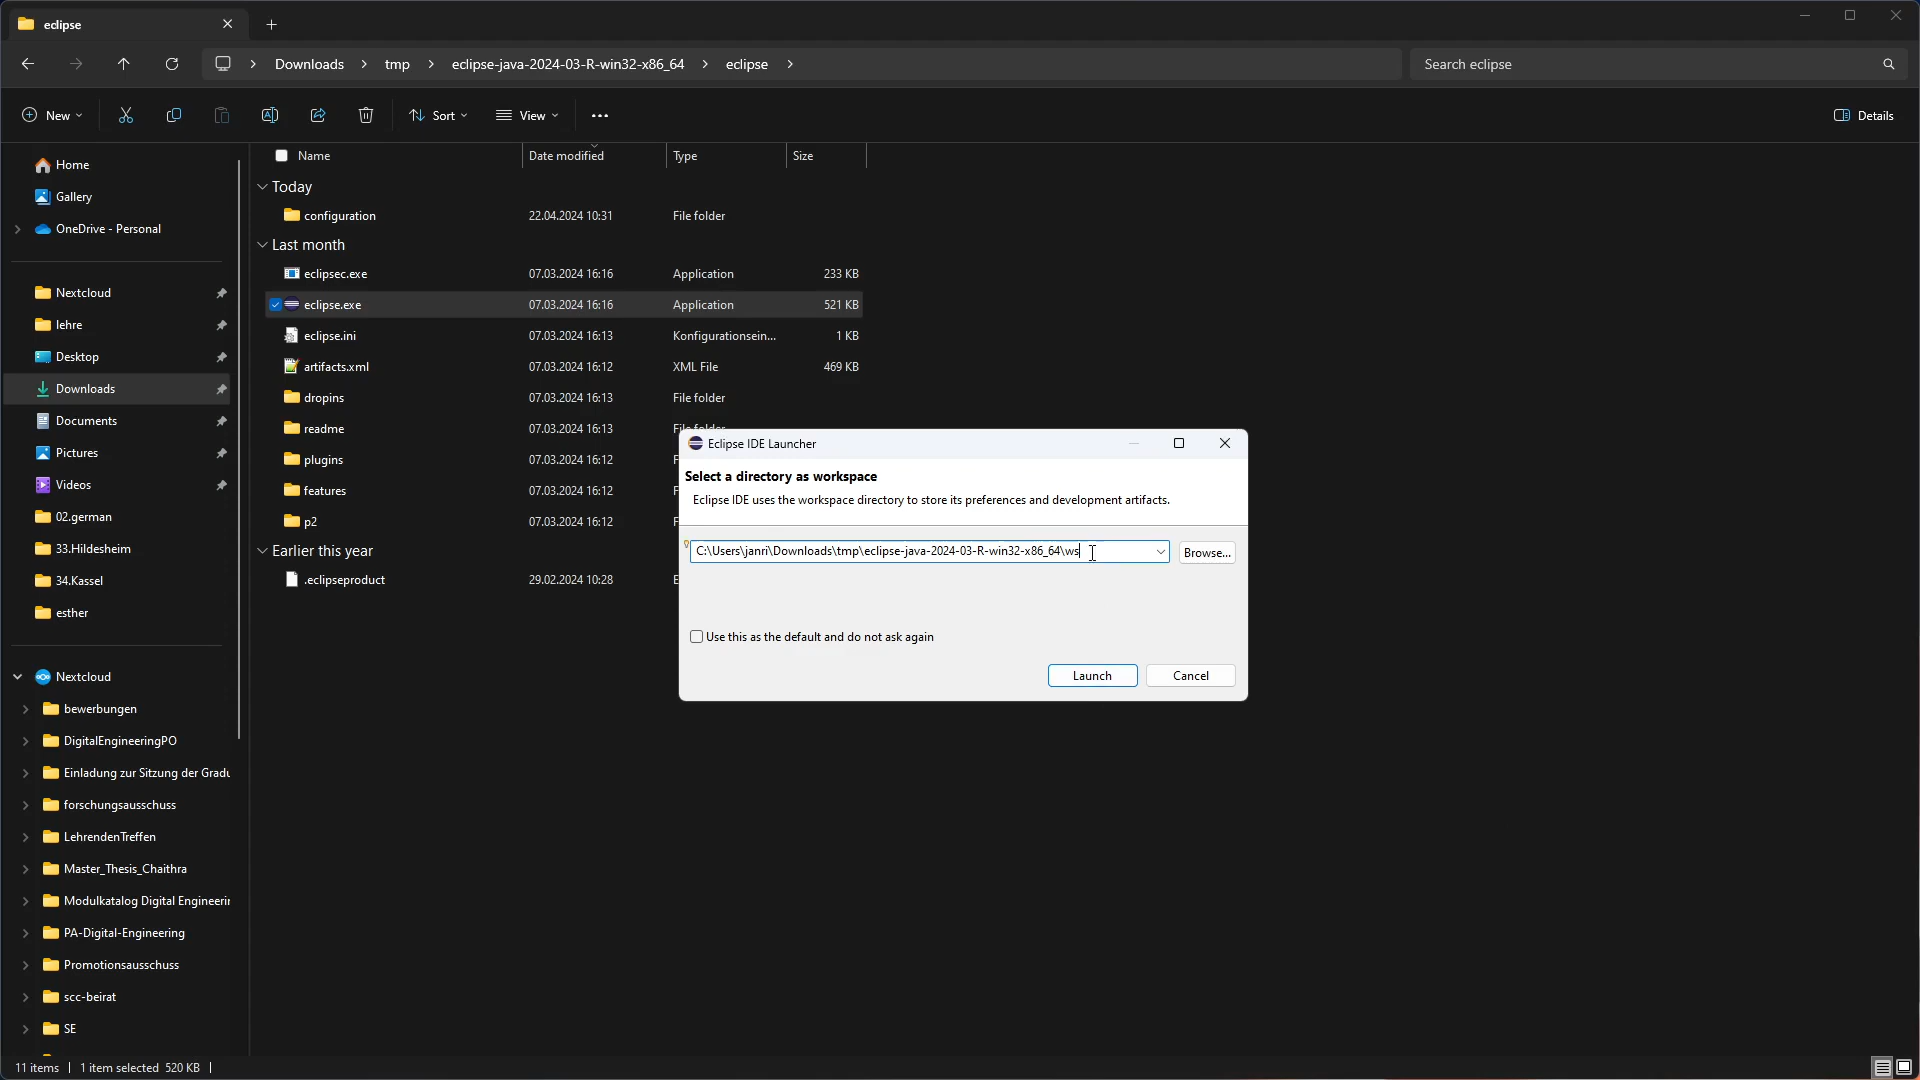 eclipse
Downloads tmp eclipse-java-2024-03-R-win32-x86_64 eclipse
Search eclipse
New
Sort
View
Details
Home
Gallery
OneDrive - Personal
Nextcloud
lehre
Desktop
Downloads
Documents
Pictures
Videos
02.german
33.Hildesheim
34.Kassel
esther
Nextcloud
bewerbungen
DigitalEngineeringPO
Einladung zur Sitzung der Gradu
forschungsausschuss
LehrendenTreffen
Master_Thesis_Chaithra
Modulkatalog Digital Engineerin
PA-Digital-Engineering
Promotionsausschuss
scc-beirat
SE
Name Date modified Type Size
Today
configuration 22.04.2024 10:31 File folder
Last month
eclipsec.exe 07.03.2024 16:16 Application 233 KB
eclipse.exe 07.03.2024 16:16 Application 521 KB
eclipse.ini 07.03.2024 16:13 Konfigurationsein... 1 KB
artifacts.xml 07.03.2024 16:12 XML File 469 KB
dropins 07.03.2024 16:13 File folder
readme 07.03.2024 16:13 File folder
plugins 07.03.2024 16:12 F
features 07.03.2024 16:12 F
p2 07.03.2024 16:12 F
Earlier this year
.eclipseproduct 29.02.2024 10:28 E
Eclipse IDE Launcher
Select a directory as workspace
Eclipse IDE uses the workspace directory to store its preferences and development artifacts.
C:\Users\janri\Downloads\tmp\eclipse-java-2024-03-R-win32-x86_64\ws
Browse...
Use this as the default and do not ask again
Launch
Cancel
11 items 1 item selected 520 KB